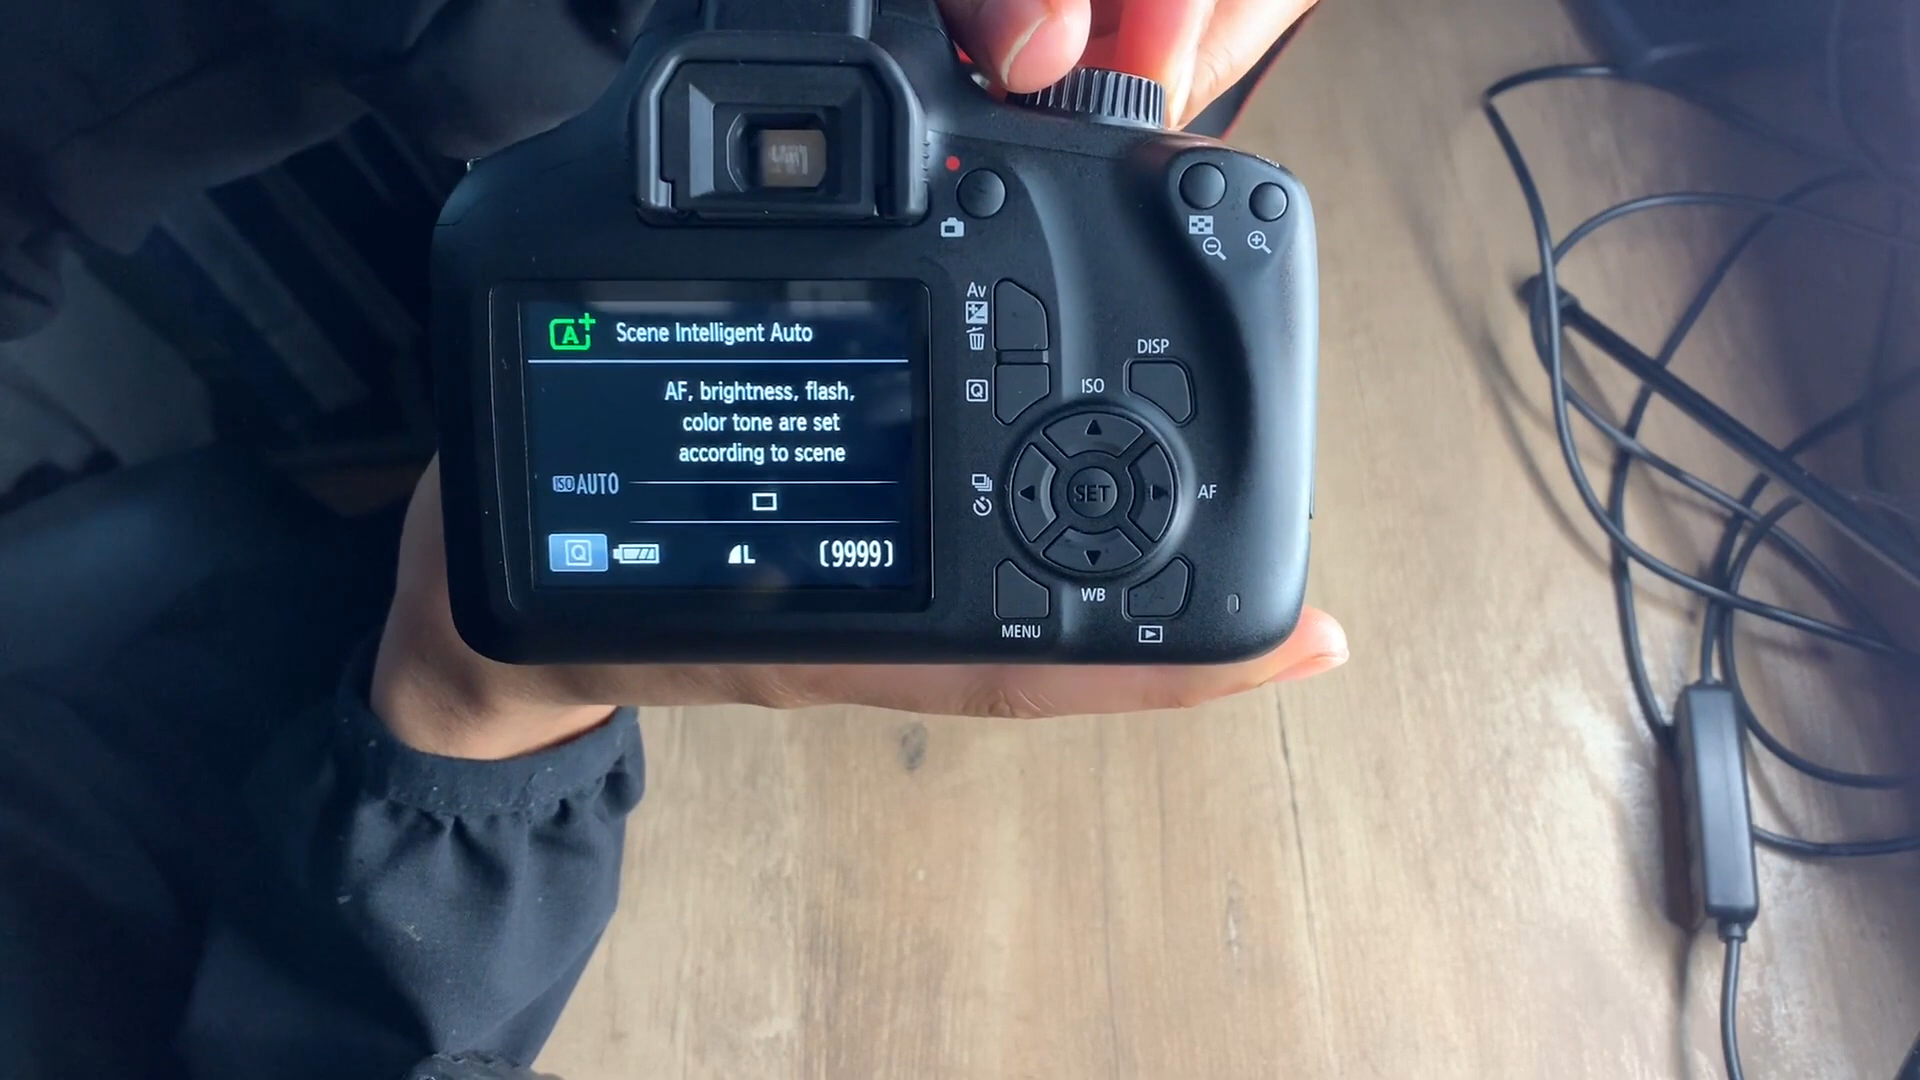 A+ Scene Intelligent Auto
AF, brightness, flash,
color tone are set
according to scene
ISO AUTO
Q
L
(9999)
Av
Q
DISP
ISO
SET
AF
WB
MENU